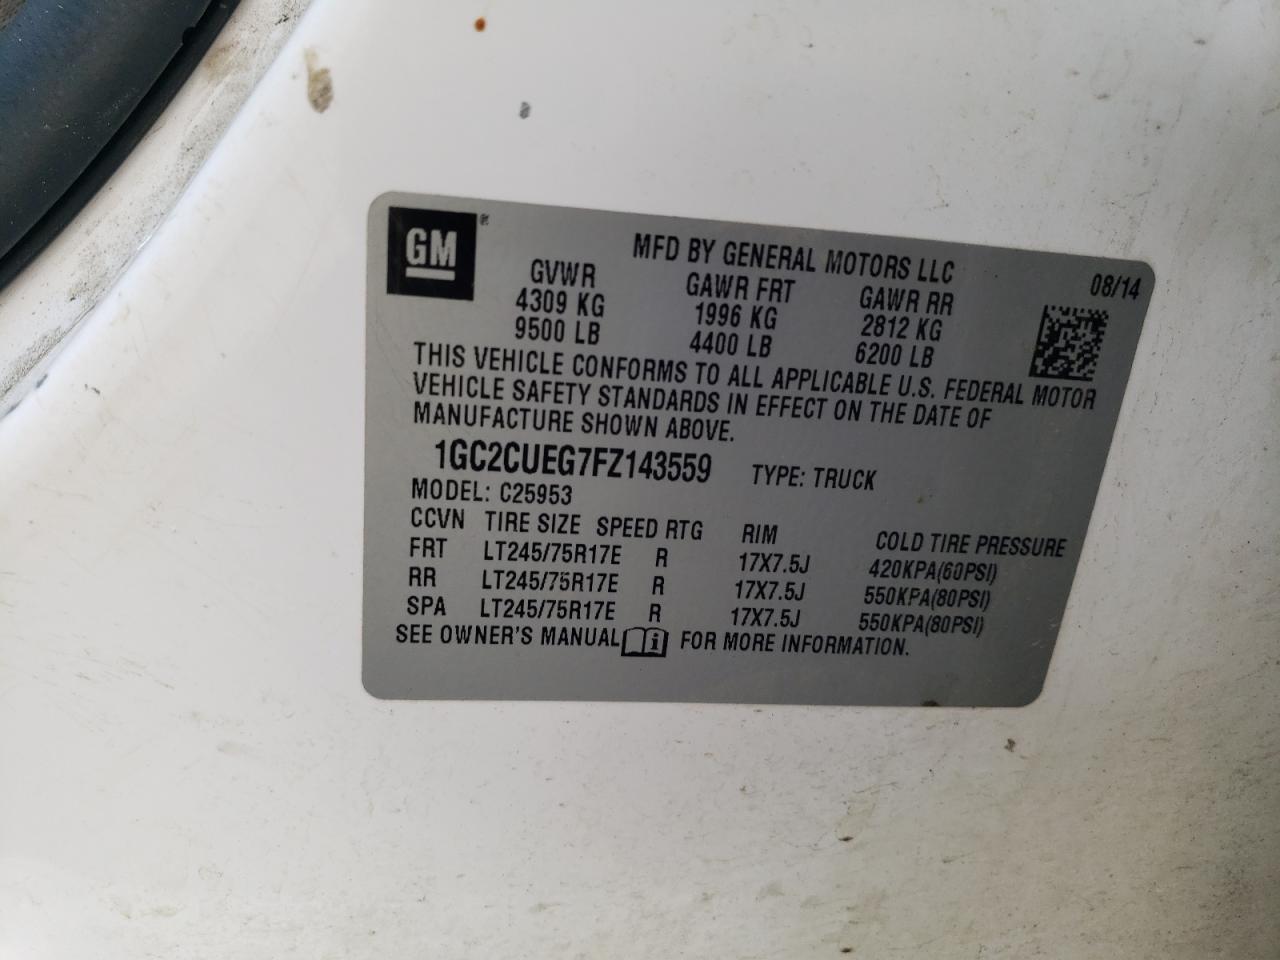 GM ®
MFD BY GENERAL MOTORS LLC
GVWR GAWR FRT GAWR RR 08/14
4309 KG 1996 KG 2812 KG
9500 LB 4400 LB 6200 LB
THIS VEHICLE CONFORMS TO ALL APPLICABLE U.S. FEDERAL MOTOR
VEHICLE SAFETY STANDARDS IN EFFECT ON THE DATE OF
MANUFACTURE SHOWN ABOVE.
1GC2CUEG7FZ143559 TYPE: TRUCK
MODEL: C25953
CCVN TIRE SIZE SPEED RTG RIM COLD TIRE PRESSURE
FRT LT245/75R17E R 17X7.5J 420KPA(60PSI)
RR LT245/75R17E R 17X7.5J 550KPA(80PSI)
SPA LT245/75R17E R 17X7.5J 550KPA(80PSI)
SEE OWNER'S MANUAL i FOR MORE INFORMATION.